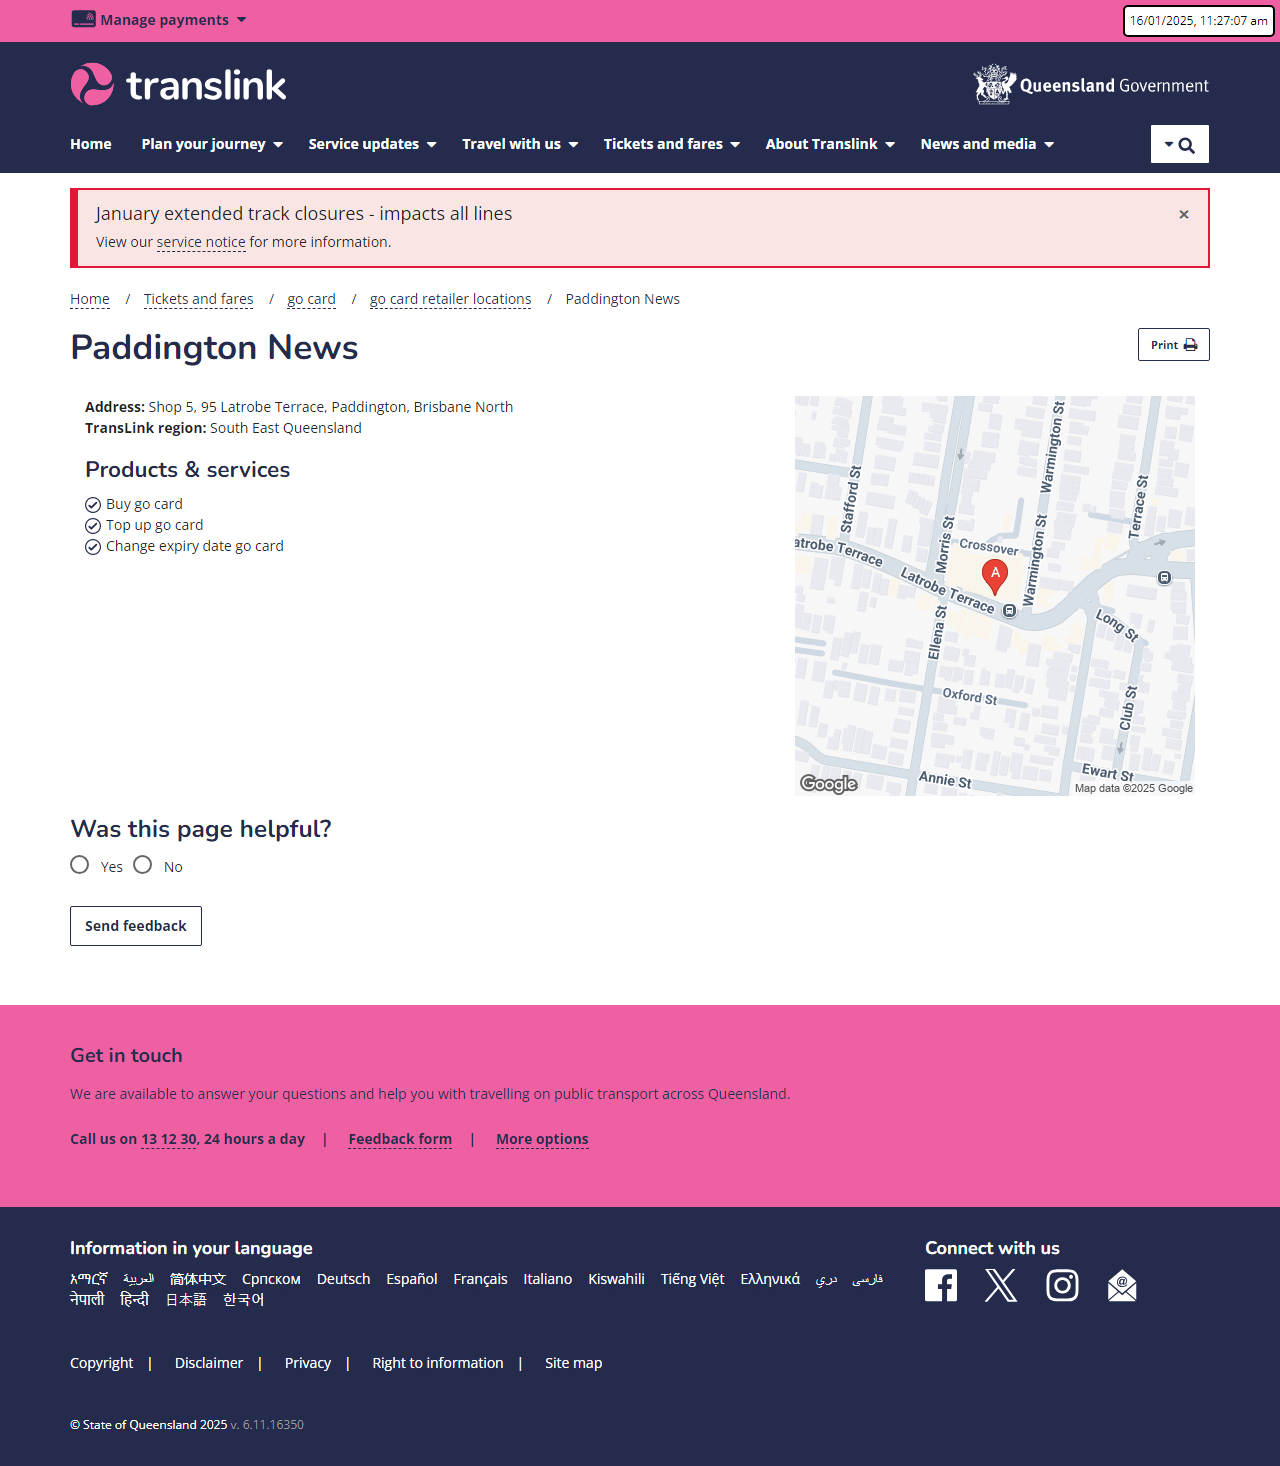 Manage payments
16/01/2025, 11:27:07 am
translink
Queensland Government
Home Plan your journey Service updates Travel with us Tickets and fares About Translink News and media
January extended track closures - impacts all lines ×
View our service notice for more information.
Home / Tickets and fares / go card / go card retailer locations / Paddington News
Paddington News
Print
Address: Shop 5, 95 Latrobe Terrace, Paddington, Brisbane North
TransLink region: South East Queensland
Products & services
Buy go card
Top up go card
Change expiry date go card
Stafford St
Morris St
Warmington St
Warmington St
Terrace St
atrobe Terrace
Crossover
A
Latrobe Terrace
Ellena St
Long St
Oxford St
Club St
Annie St
Ewart St
Google
Map data ©2025 Google
Was this page helpful?
Yes No
Send feedback
Get in touch
We are available to answer your questions and help you with travelling on public transport across Queensland.
Call us on 13 12 30, 24 hours a day | Feedback form | More options
Information in your language
አማርኛ العربية 简体中文 Српском Deutsch Español Français Italiano Kiswahili Tiếng Việt Ελληνικά دري فارسی
नेपाली हिन्दी 日本語 한국어
Connect with us
Copyright | Disclaimer | Privacy | Right to information | Site map
© State of Queensland 2025 v. 6.11.16350